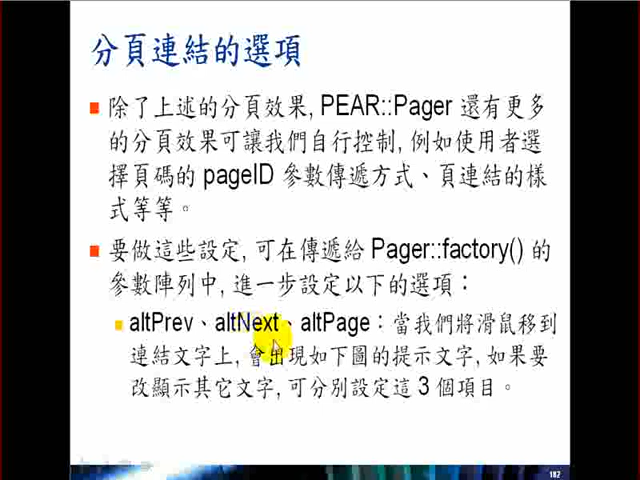 分頁連結的選項
除了上述的分頁效果, PEAR::Pager 還有更多
的分頁效果可讓我們自行控制, 例如使用者選
擇頁碼的 pageID 參數傳遞方式、頁連結的樣
式等等。
要做這些設定, 可在傳遞給 Pager::factory() 的
參數陣列中, 進一步設定以下的選項：
altPrev、altNext、altPage：當我們將滑鼠移到
連結文字上, 會出現如下圖的提示文字, 如果要
改顯示其它文字, 可分別設定這 3 個項目。
182